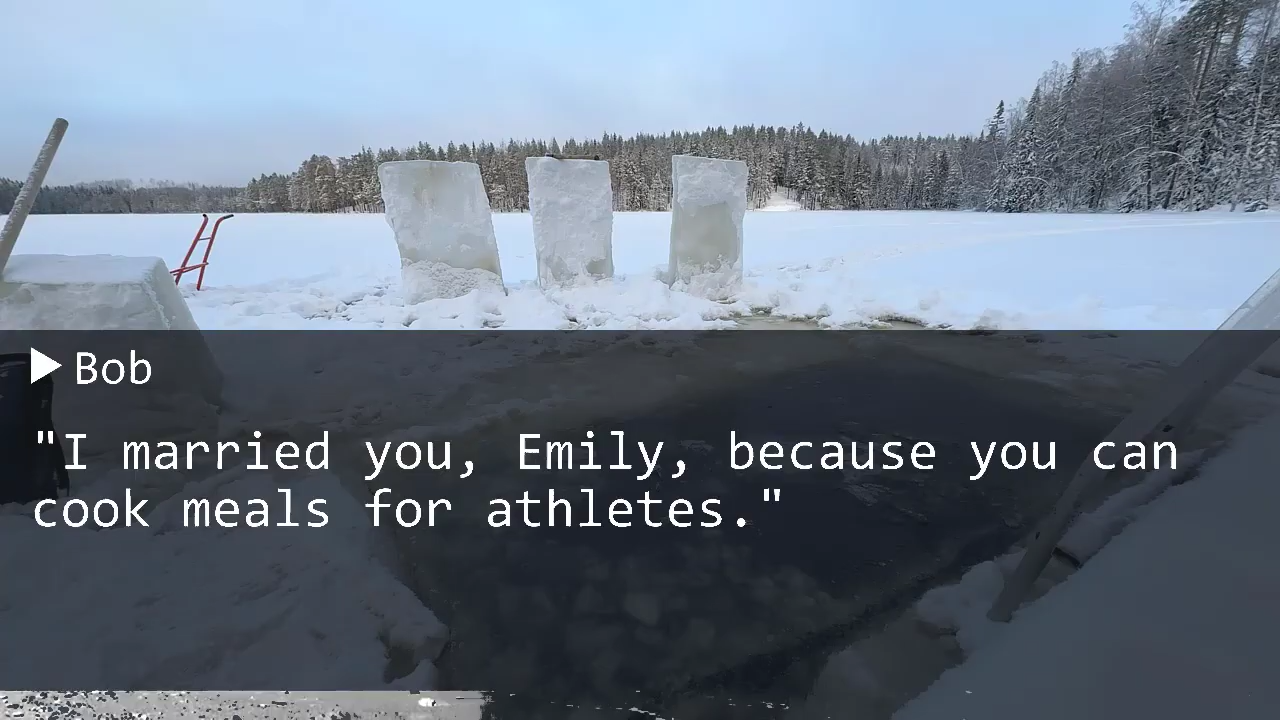 Bob
"I married you, Emily, because you can
cook meals for athletes."